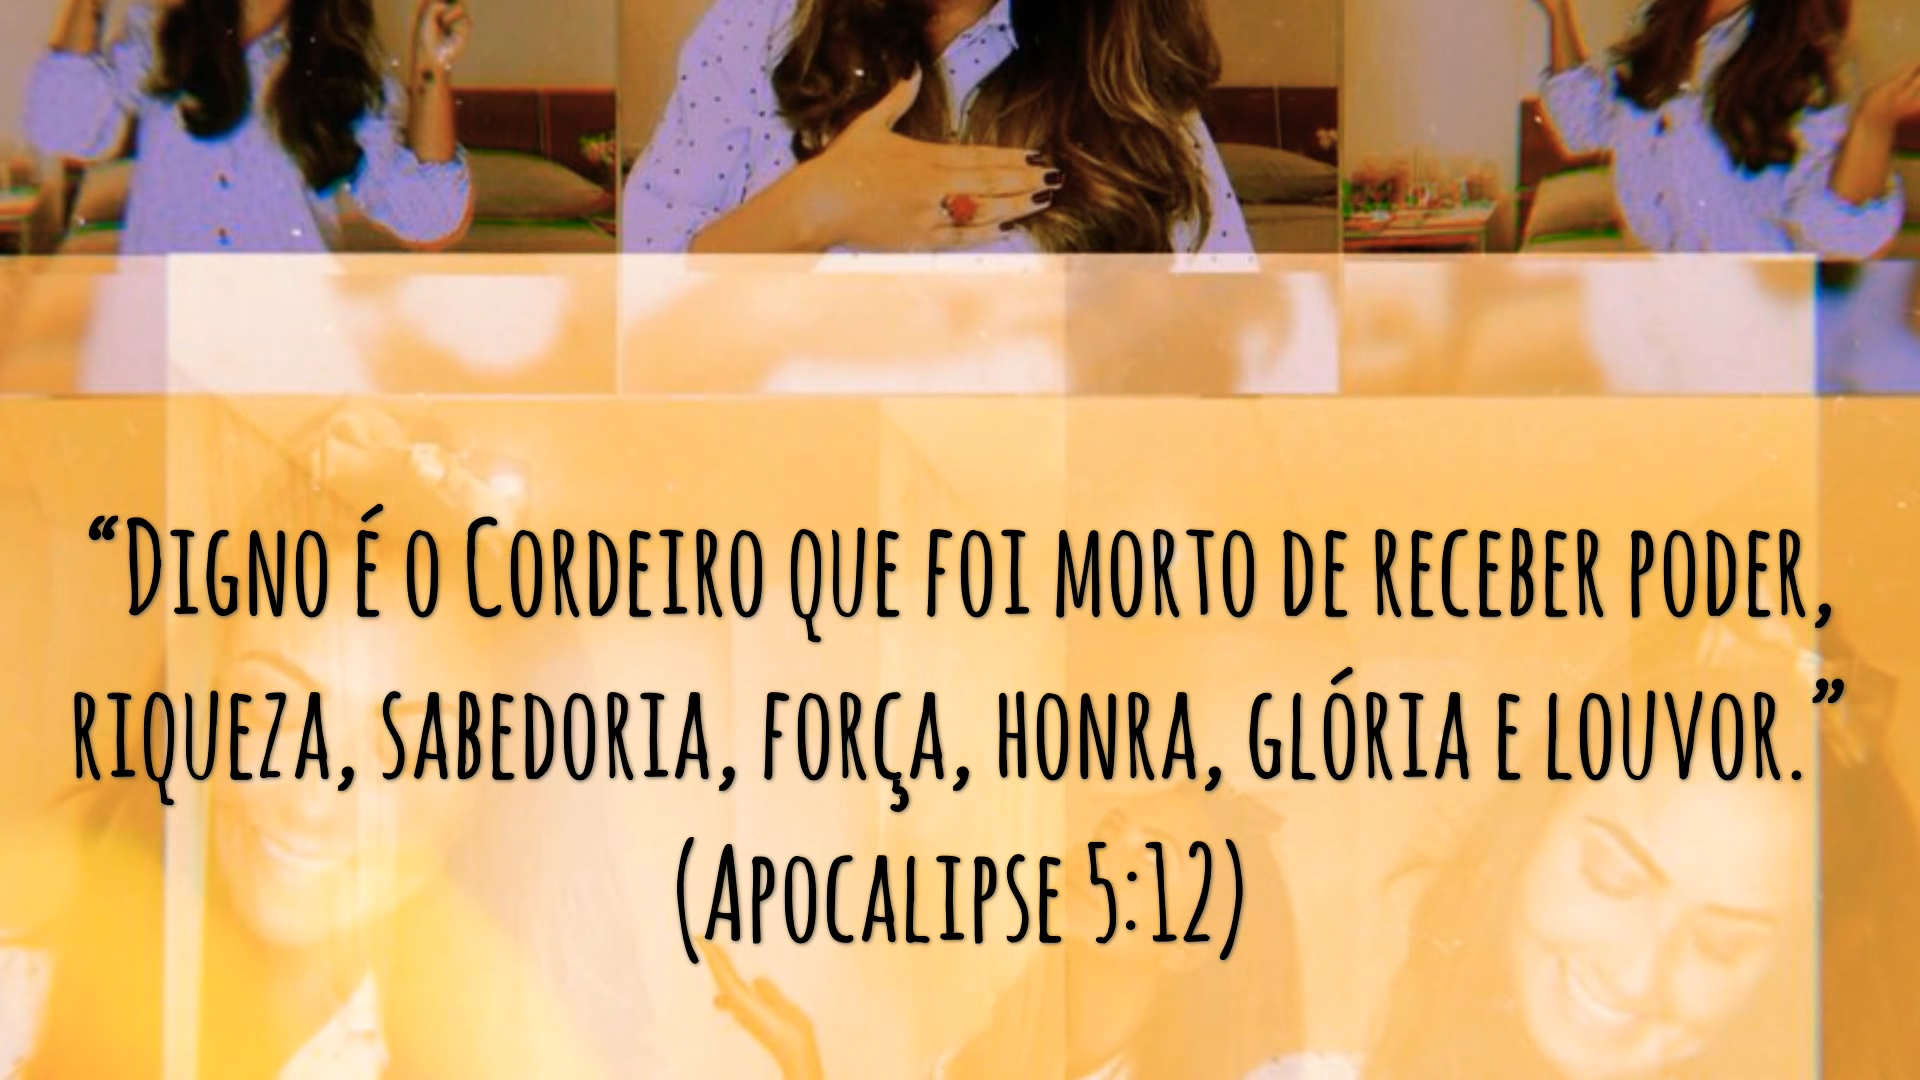 “Digno é o Cordeiro que foi morto de receber poder,
riqueza, sabedoria, força, honra, glória e louvor.”
(Apocalipse 5:12)